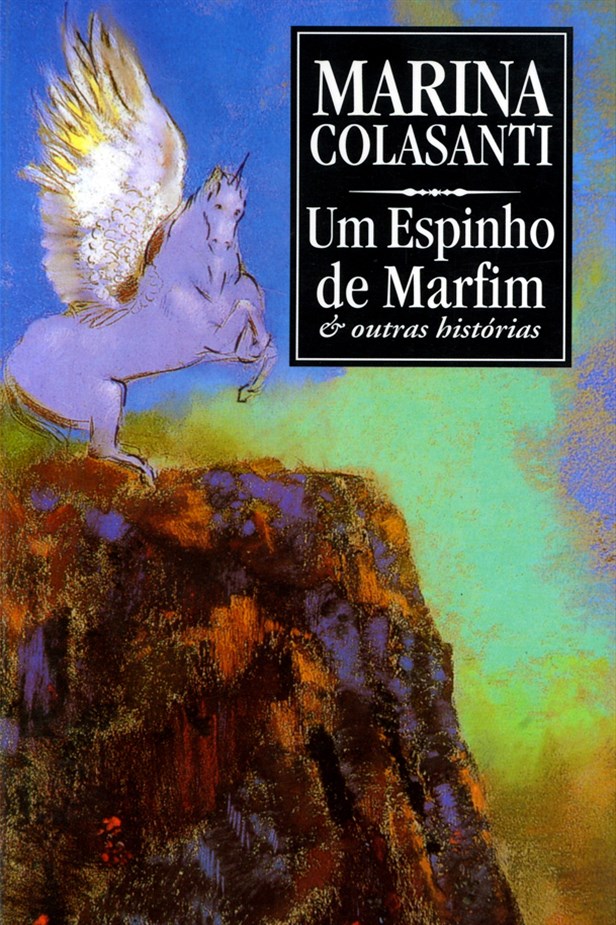 MARINA
COLASANTI
Um Espinho
de Marfim
& outras histórias